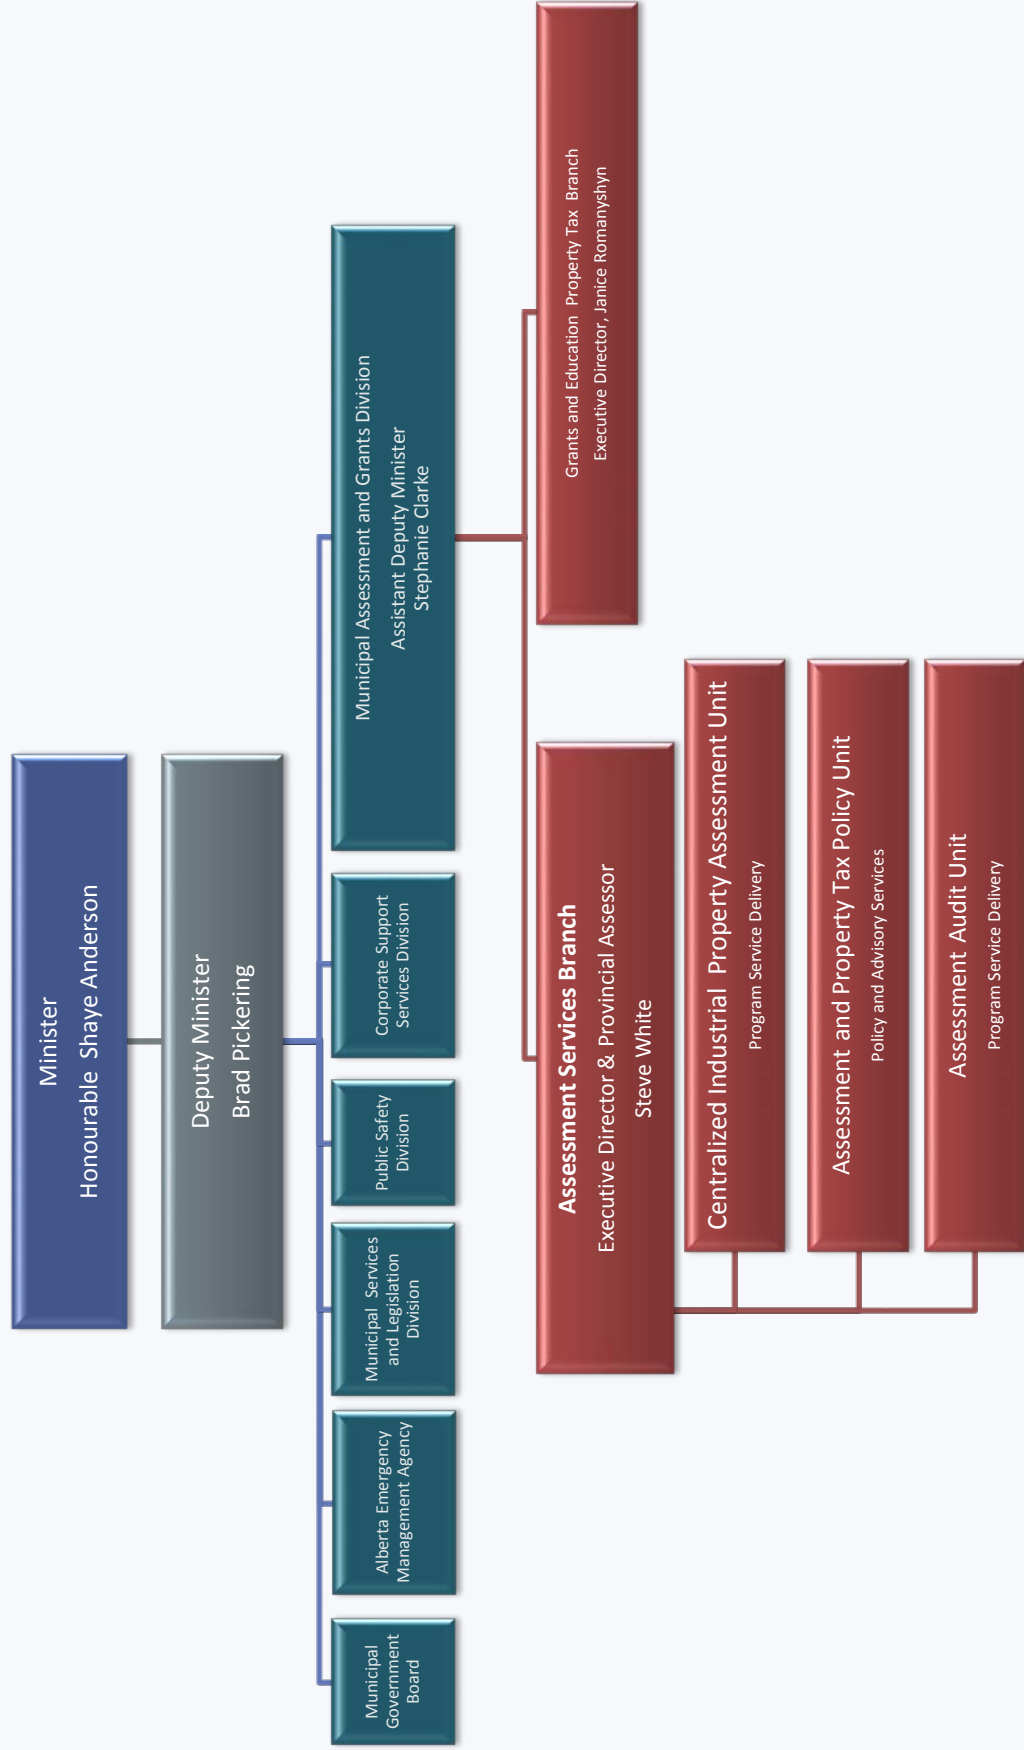 Minister
Honourable Shaye Anderson
Deputy Minister
Brad Pickering
Municipal
Government
Board
Alberta Emergency
Management Agency
Municipal Services
and Legislation
Division
Public Safety
Division
Corporate Support
Services Division
Municipal Assessment and Grants Division
Assistant Deputy Minister
Stephanie Clarke
Assessment Services Branch
Executive Director & Provincial Assessor
Steve White
Grants and Education Property Tax Branch
Executive Director, Janice Romanyshyn
Centralized Industrial Property Assessment Unit
Program Service Delivery
Assessment and Property Tax Policy Unit
Policy and Advisory Services
Assessment Audit Unit
Program Service Delivery